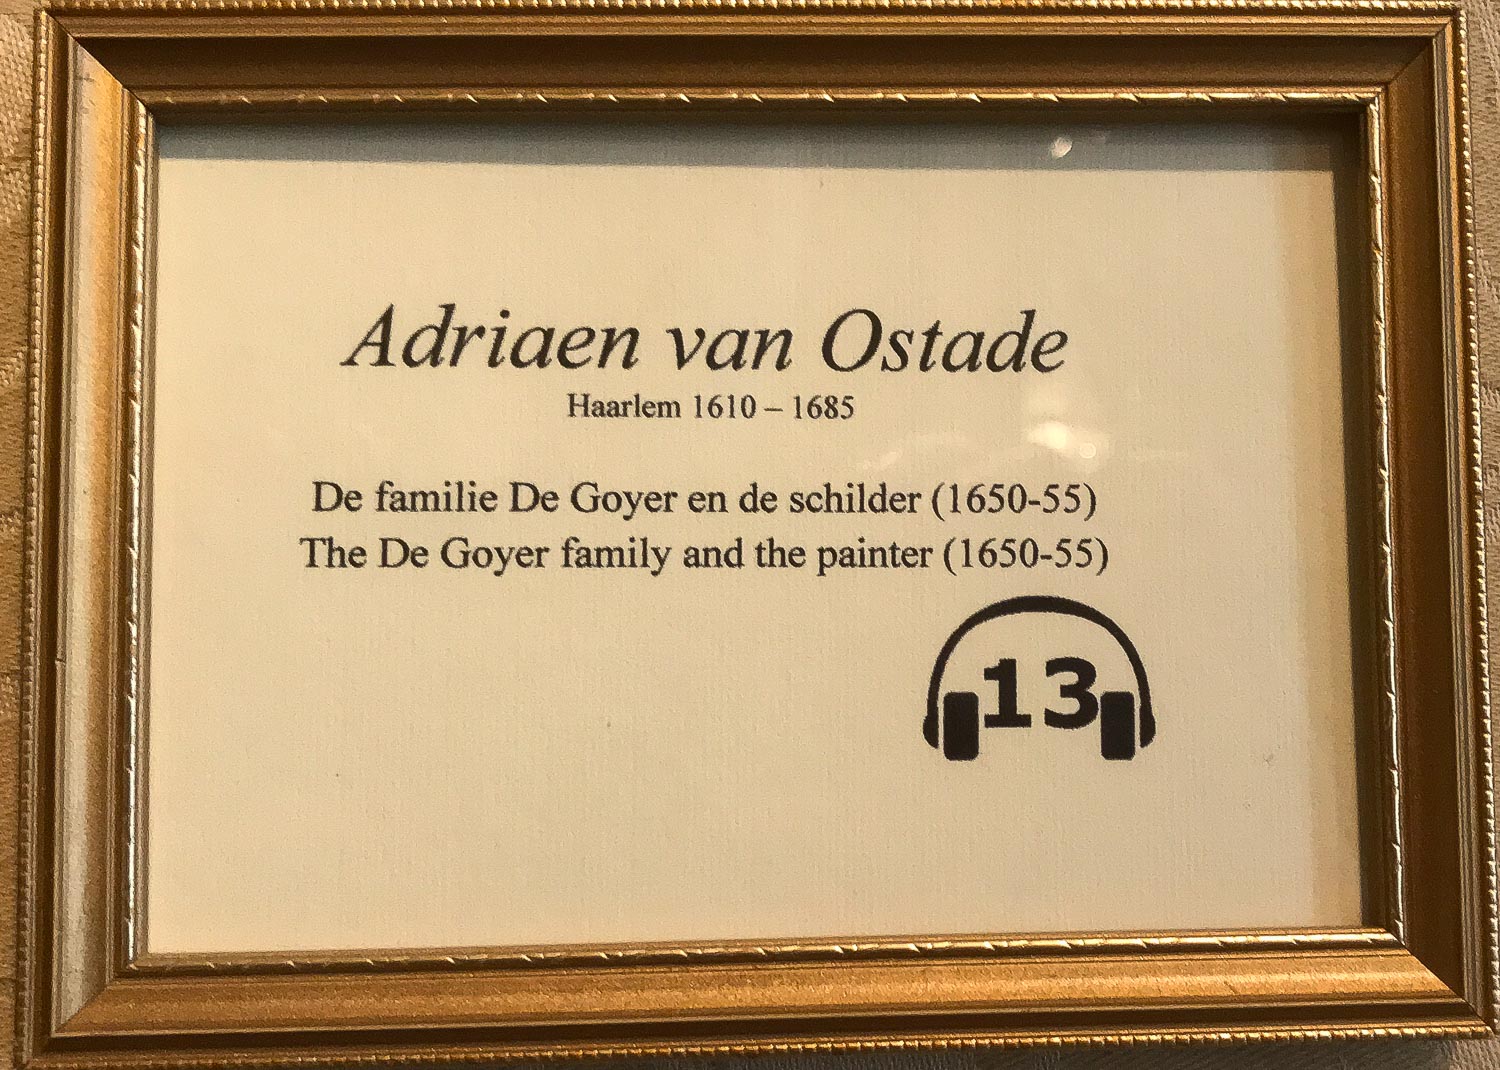 Adriaen van Ostade
Haarlem 1610 – 1685
De familie De Goyer en de schilder (1650-55)
The De Goyer family and the painter (1650-55)
13